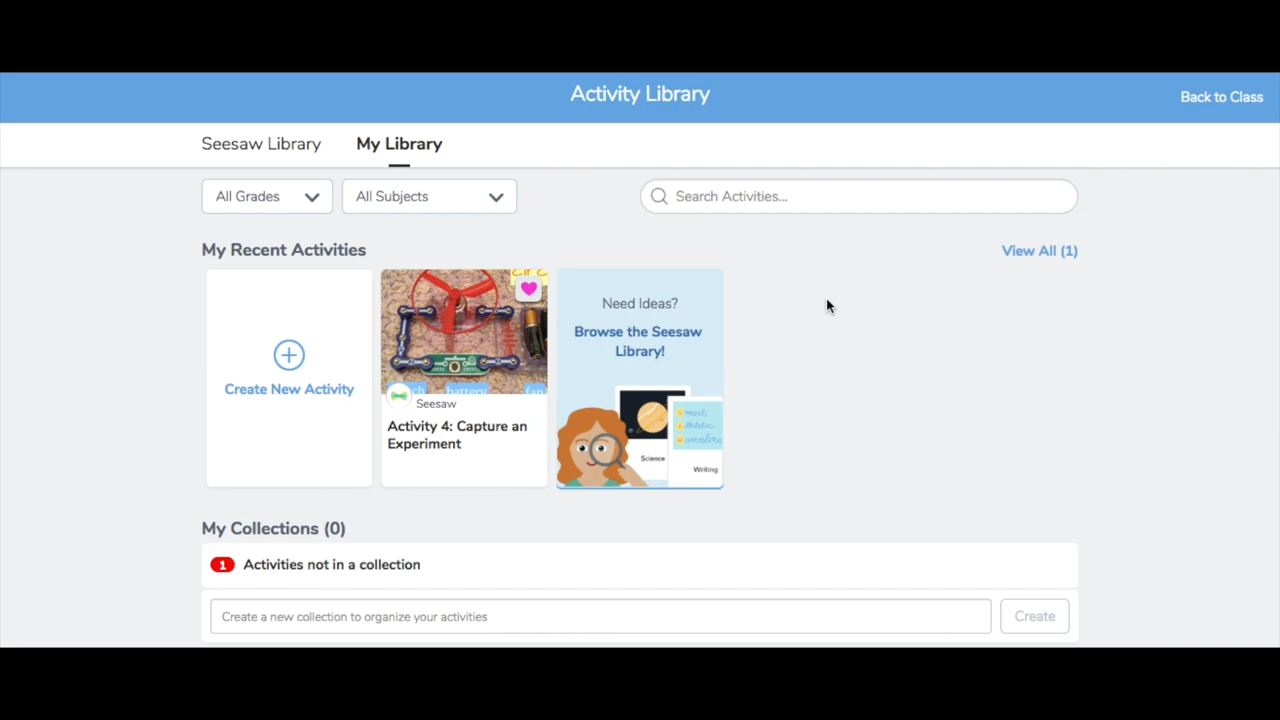 Activity Library
Back to Class
Seesaw Library
My Library
All Grades
All Subjects
Search Activities...
My Recent Activities
View All (1)
Create New Activity
battery
fan
Seesaw
Activity 4: Capture an
Experiment
Need Ideas?
Browse the Seesaw
Library!
Science
Writing
My Collections (0)
1 Activities not in a collection
Create a new collection to organize your activities
Create